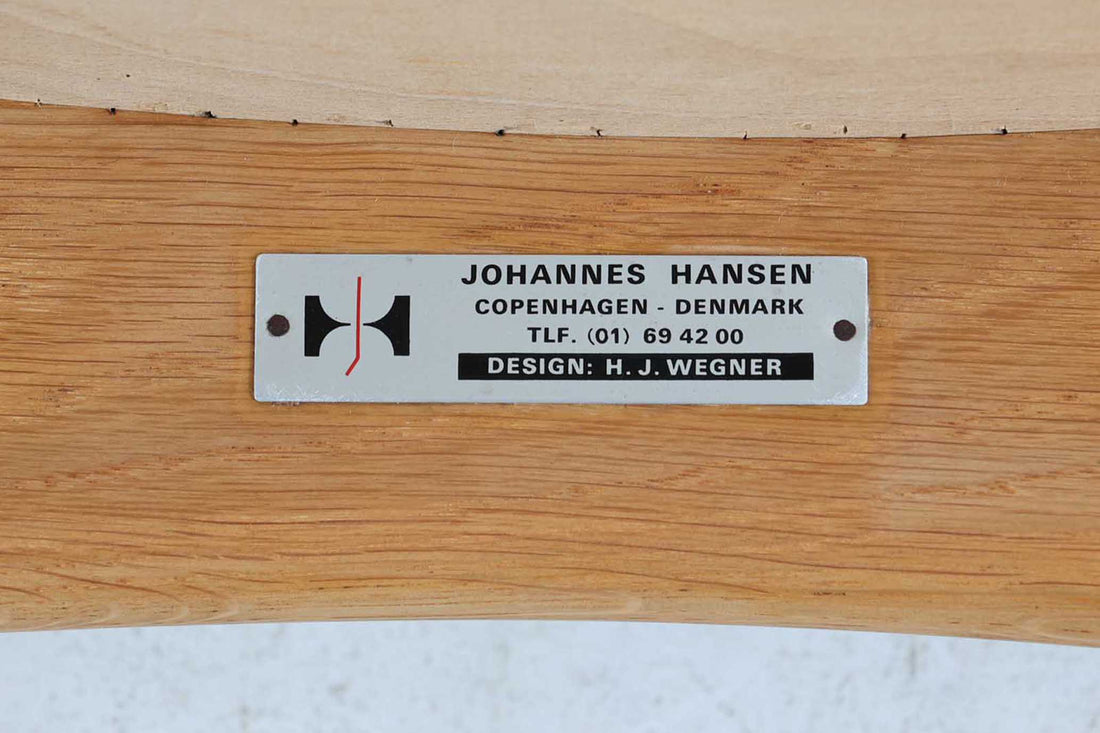 JOHANNES HANSEN
COPENHAGEN - DENMARK
TLF. (01) 69 42 00
DESIGN: H. J. WEGNER